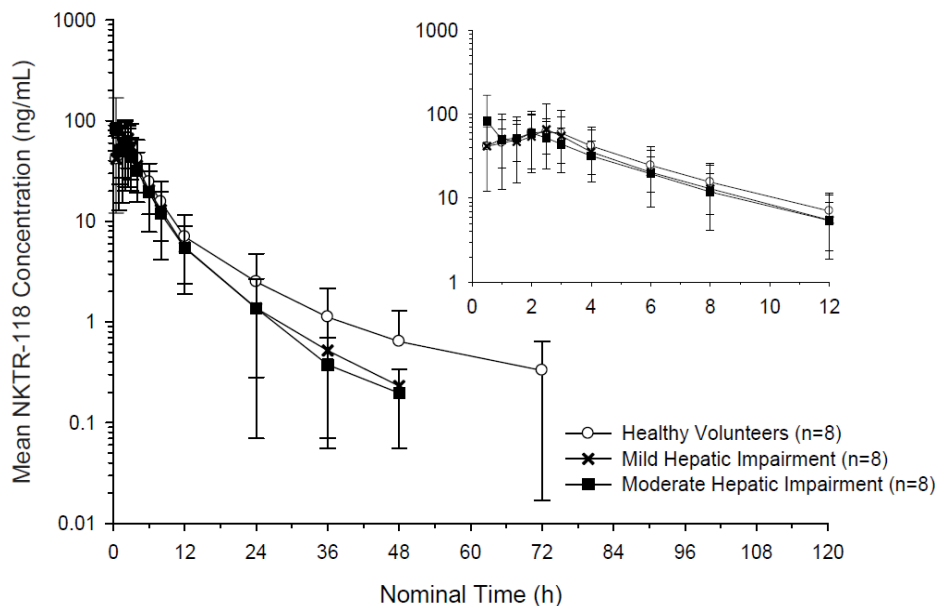 Mean NKTR-118 Concentration (ng/mL)
1000
100
10
1
0.1
0.01
0 12 24 36 48 60 72 84 96 108 120
Nominal Time (h)
1000
100
10
1
0 2 4 6 8 10 12
Healthy Volunteers (n=8)
Mild Hepatic Impairment (n=8)
Moderate Hepatic Impairment (n=8)